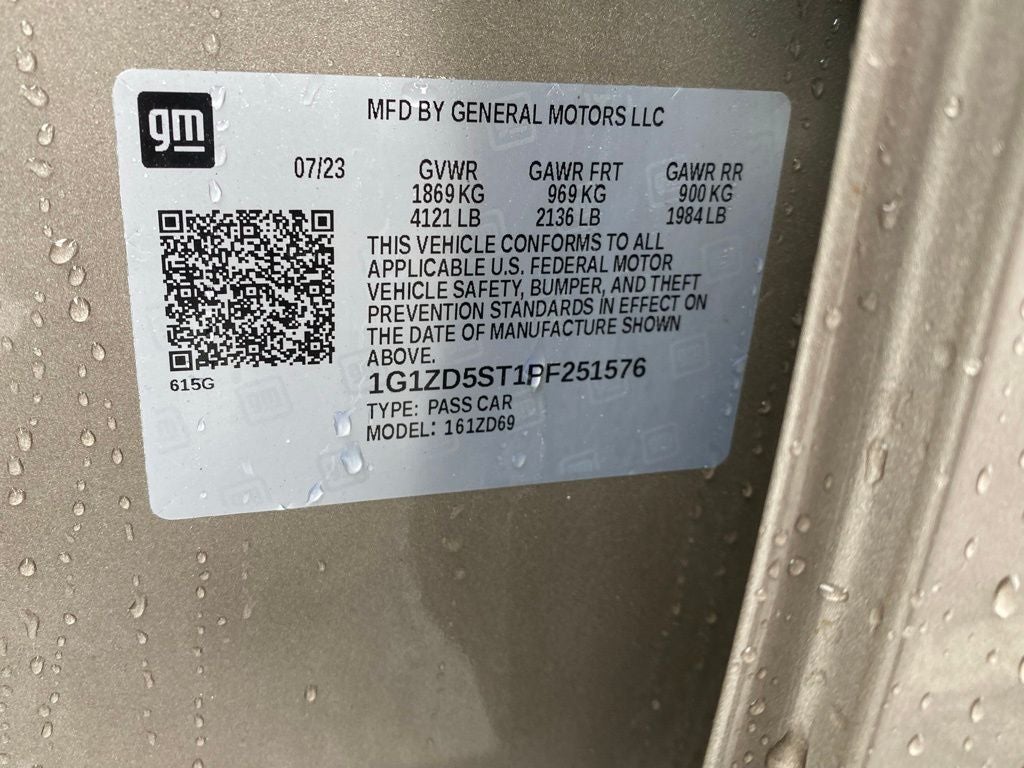 gm
MFD BY GENERAL MOTORS LLC
07/23 GVWR GAWR FRT GAWR RR
1869 KG 969 KG 900 KG
4121 LB 2136 LB 1984 LB
THIS VEHICLE CONFORMS TO ALL
APPLICABLE U.S. FEDERAL MOTOR
VEHICLE SAFETY, BUMPER, AND THEFT
PREVENTION STANDARDS IN EFFECT ON
THE DATE OF MANUFACTURE SHOWN
ABOVE.
615G
1G1ZD5ST1PF251576
TYPE: PASS CAR
MODEL: 161ZD69